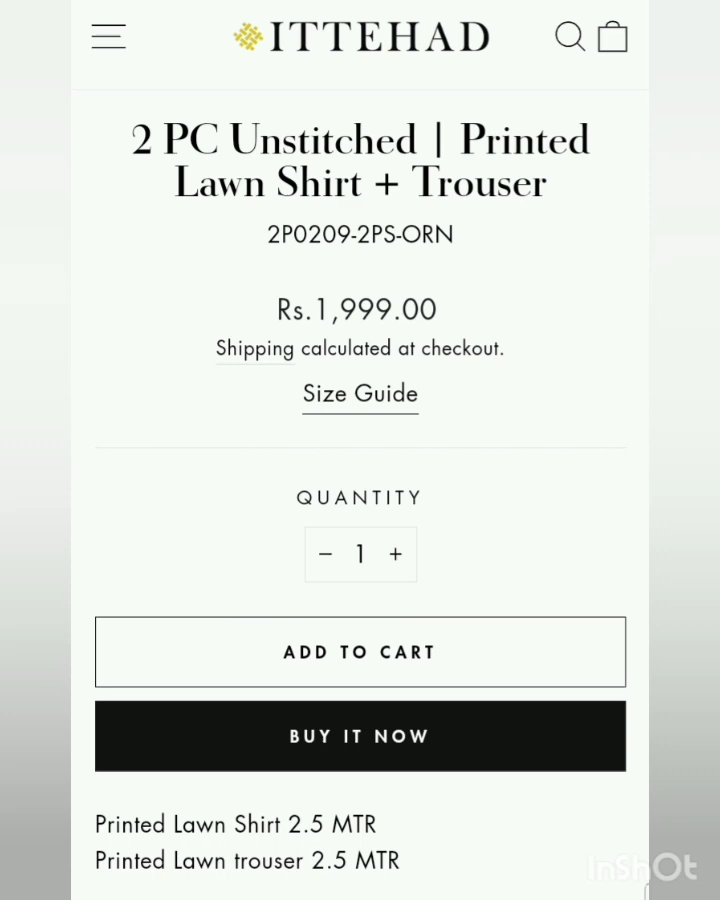 ITTEHAD
2 PC Unstitched | Printed
Lawn Shirt + Trouser
2P0209-2PS-ORN
Rs.1,999.00
Shipping calculated at checkout.
Size Guide
QUANTITY
− 1 +
ADD TO CART
BUY IT NOW
Printed Lawn Shirt 2.5 MTR
Printed Lawn trouser 2.5 MTR
InShOt